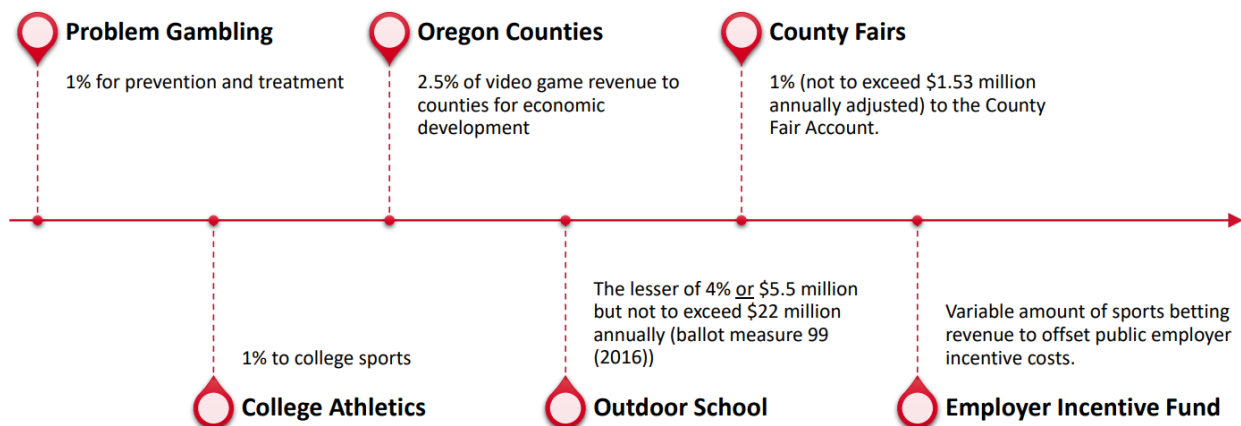 Problem Gambling
1% for prevention and treatment
Oregon Counties
2.5% of video game revenue to
counties for economic
development
County Fairs
1% (not to exceed $1.53 million
annually adjusted) to the County
Fair Account.
1% to college sports
College Athletics
The lesser of 4% or $5.5 million
but not to exceed $22 million
annually (ballot measure 99
(2016))
Outdoor School
Variable amount of sports betting
revenue to offset public employer
incentive costs.
Employer Incentive Fund